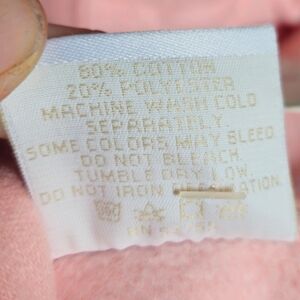 80% COTTON
20% POLYESTER
MACHINE WASH COLD
SEPARATELY.
SOME COLORS MAY BLEED.
DO NOT BLEACH.
TUMBLE DRY LOW.
DO NOT IRON
RN